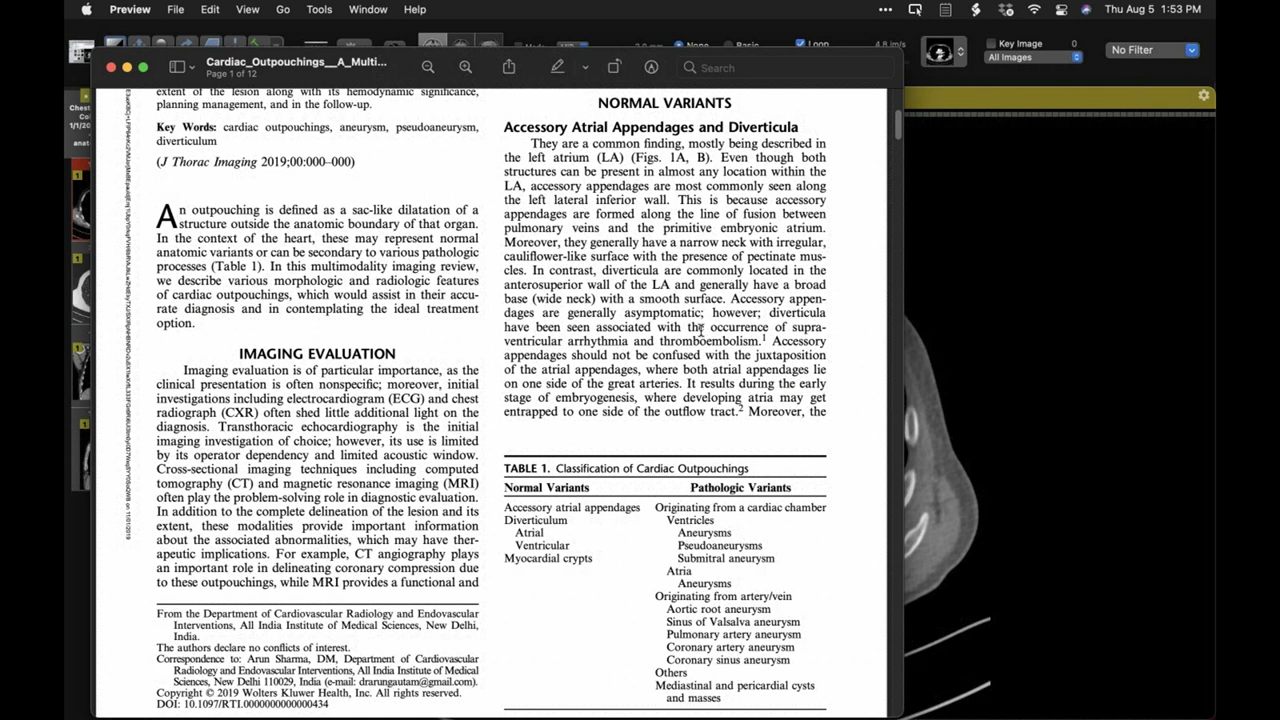 Preview File Edit View Go Tools Window Help
Thu Aug 5 1:53 PM
None
Loop
4.8 im/s
Key Image 0
All Images
No Filter
Cardiac_Outpouchings__A_Multi...
Page 1 of 12
Search
Chest
1/1/20
extent of the lesion along with its hemodynamic significance,
planning management, and in the follow-up.
Key Words: cardiac outpouchings, aneurysm, pseudoaneurysm,
diverticulum
(J Thorac Imaging 2019;00:000–000)
An outpouching is defined as a sac-like dilatation of a
structure outside the anatomic boundary of that organ.
In the context of the heart, these may represent normal
anatomic variants or can be secondary to various pathologic
processes (Table 1). In this multimodality imaging review,
we describe various morphologic and radiologic features
of cardiac outpouchings, which would assist in their accu-
rate diagnosis and in contemplating the ideal treatment
option.
IMAGING EVALUATION
Imaging evaluation is of particular importance, as the
clinical presentation is often nonspecific; moreover, initial
investigations including electrocardiogram (ECG) and chest
radiograph (CXR) often shed little additional light on the
diagnosis. Transthoracic echocardiography is the initial
imaging investigation of choice; however, its use is limited
by its operator dependency and limited acoustic window.
Cross-sectional imaging techniques including computed
tomography (CT) and magnetic resonance imaging (MRI)
often play the problem-solving role in diagnostic evaluation.
In addition to the complete delineation of the lesion and its
extent, these modalities provide important information
about the associated abnormalities, which may have ther-
apeutic implications. For example, CT angiography plays
an important role in delineating coronary compression due
to these outpouchings, while MRI provides a functional and
From the Department of Cardiovascular Radiology and Endovascular
Interventions, All India Institute of Medical Sciences, New Delhi,
India.
The authors declare no conflicts of interest.
Correspondence to: Arun Sharma, DM, Department of Cardiovascular
Radiology and Endovascular Interventions, All India Institute of Medical
Sciences, New Delhi 110029, India (e-mail: drarungautam@gmail.com).
Copyright © 2019 Wolters Kluwer Health, Inc. All rights reserved.
DOI: 10.1097/RTI.0000000000000434
NORMAL VARIANTS
Accessory Atrial Appendages and Diverticula
They are a common finding, mostly being described in
the left atrium (LA) (Figs. 1A, B). Even though both
structures can be present in almost any location within the
LA, accessory appendages are most commonly seen along
the left lateral inferior wall. This is because accessory
appendages are formed along the line of fusion between
pulmonary veins and the primitive embryonic atrium.
Moreover, they generally have a narrow neck with irregular,
cauliflower-like surface with the presence of pectinate mus-
cles. In contrast, diverticula are commonly located in the
anterosuperior wall of the LA and generally have a broad
base (wide neck) with a smooth surface. Accessory appen-
dages are generally asymptomatic; however; diverticula
have been seen associated with the occurrence of supra-
ventricular arrhythmia and thromboembolism.1 Accessory
appendages should not be confused with the juxtaposition
of the atrial appendages, where both atrial appendages lie
on one side of the great arteries. It results during the early
stage of embryogenesis, where developing atria may get
entrapped to one side of the outflow tract.2 Moreover, the
TABLE 1. Classification of Cardiac Outpouchings
Normal Variants Pathologic Variants
Accessory atrial appendages Originating from a cardiac chamber
Diverticulum Ventricles
Atrial Aneurysms
Ventricular Pseudoaneurysms
Myocardial crypts Submitral aneurysm
Atria
Aneurysms
Originating from artery/vein
Aortic root aneurysm
Sinus of Valsalva aneurysm
Pulmonary artery aneurysm
Coronary artery aneurysm
Coronary sinus aneurysm
Others
Mediastinal and pericardial cysts
and masses